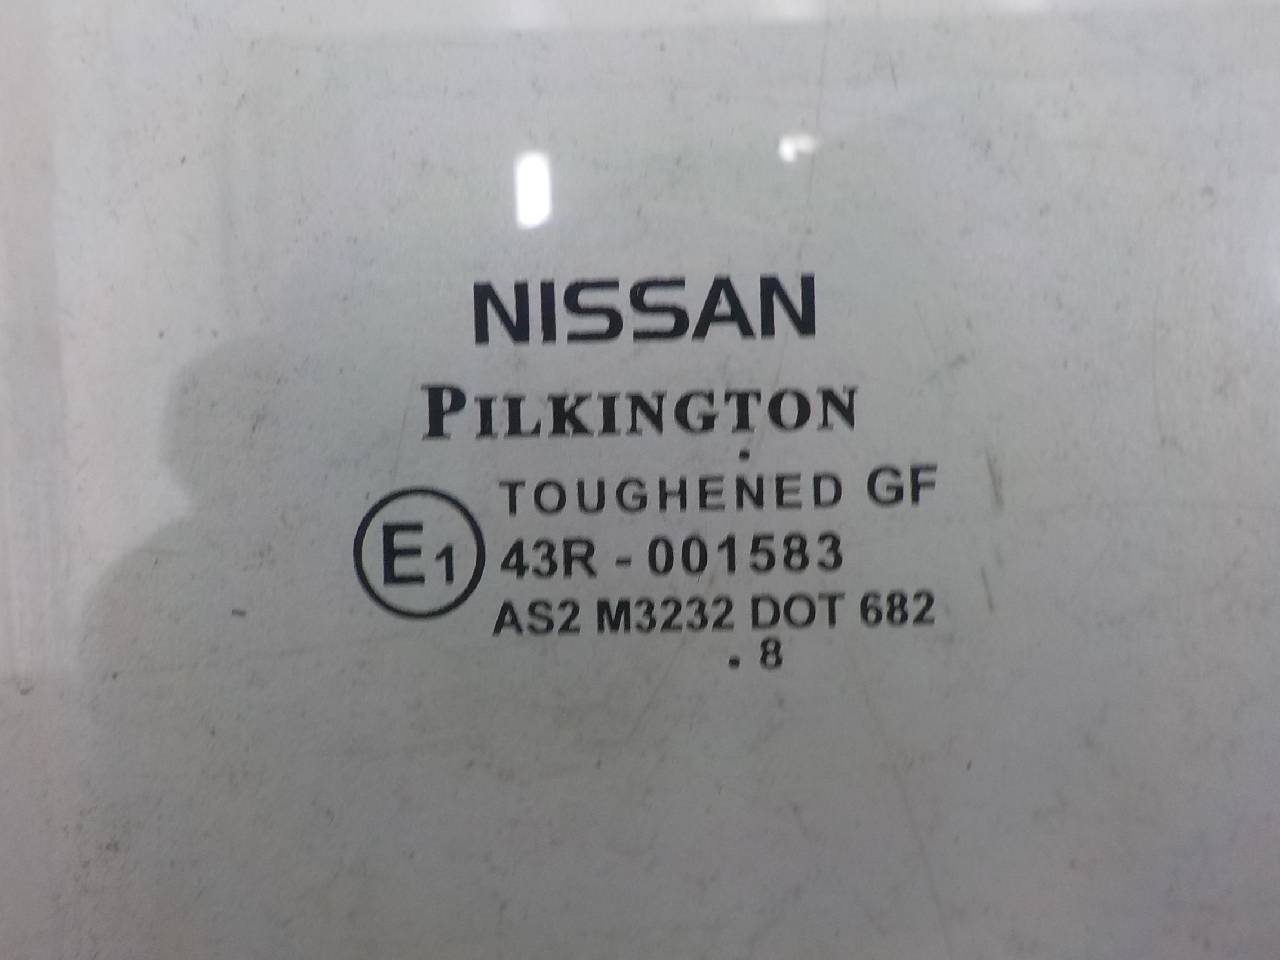 NISSAN
PILKINGTON
.
TOUGHENED GF
E1 43R - 001583
AS2 M3232 DOT 682
. 8